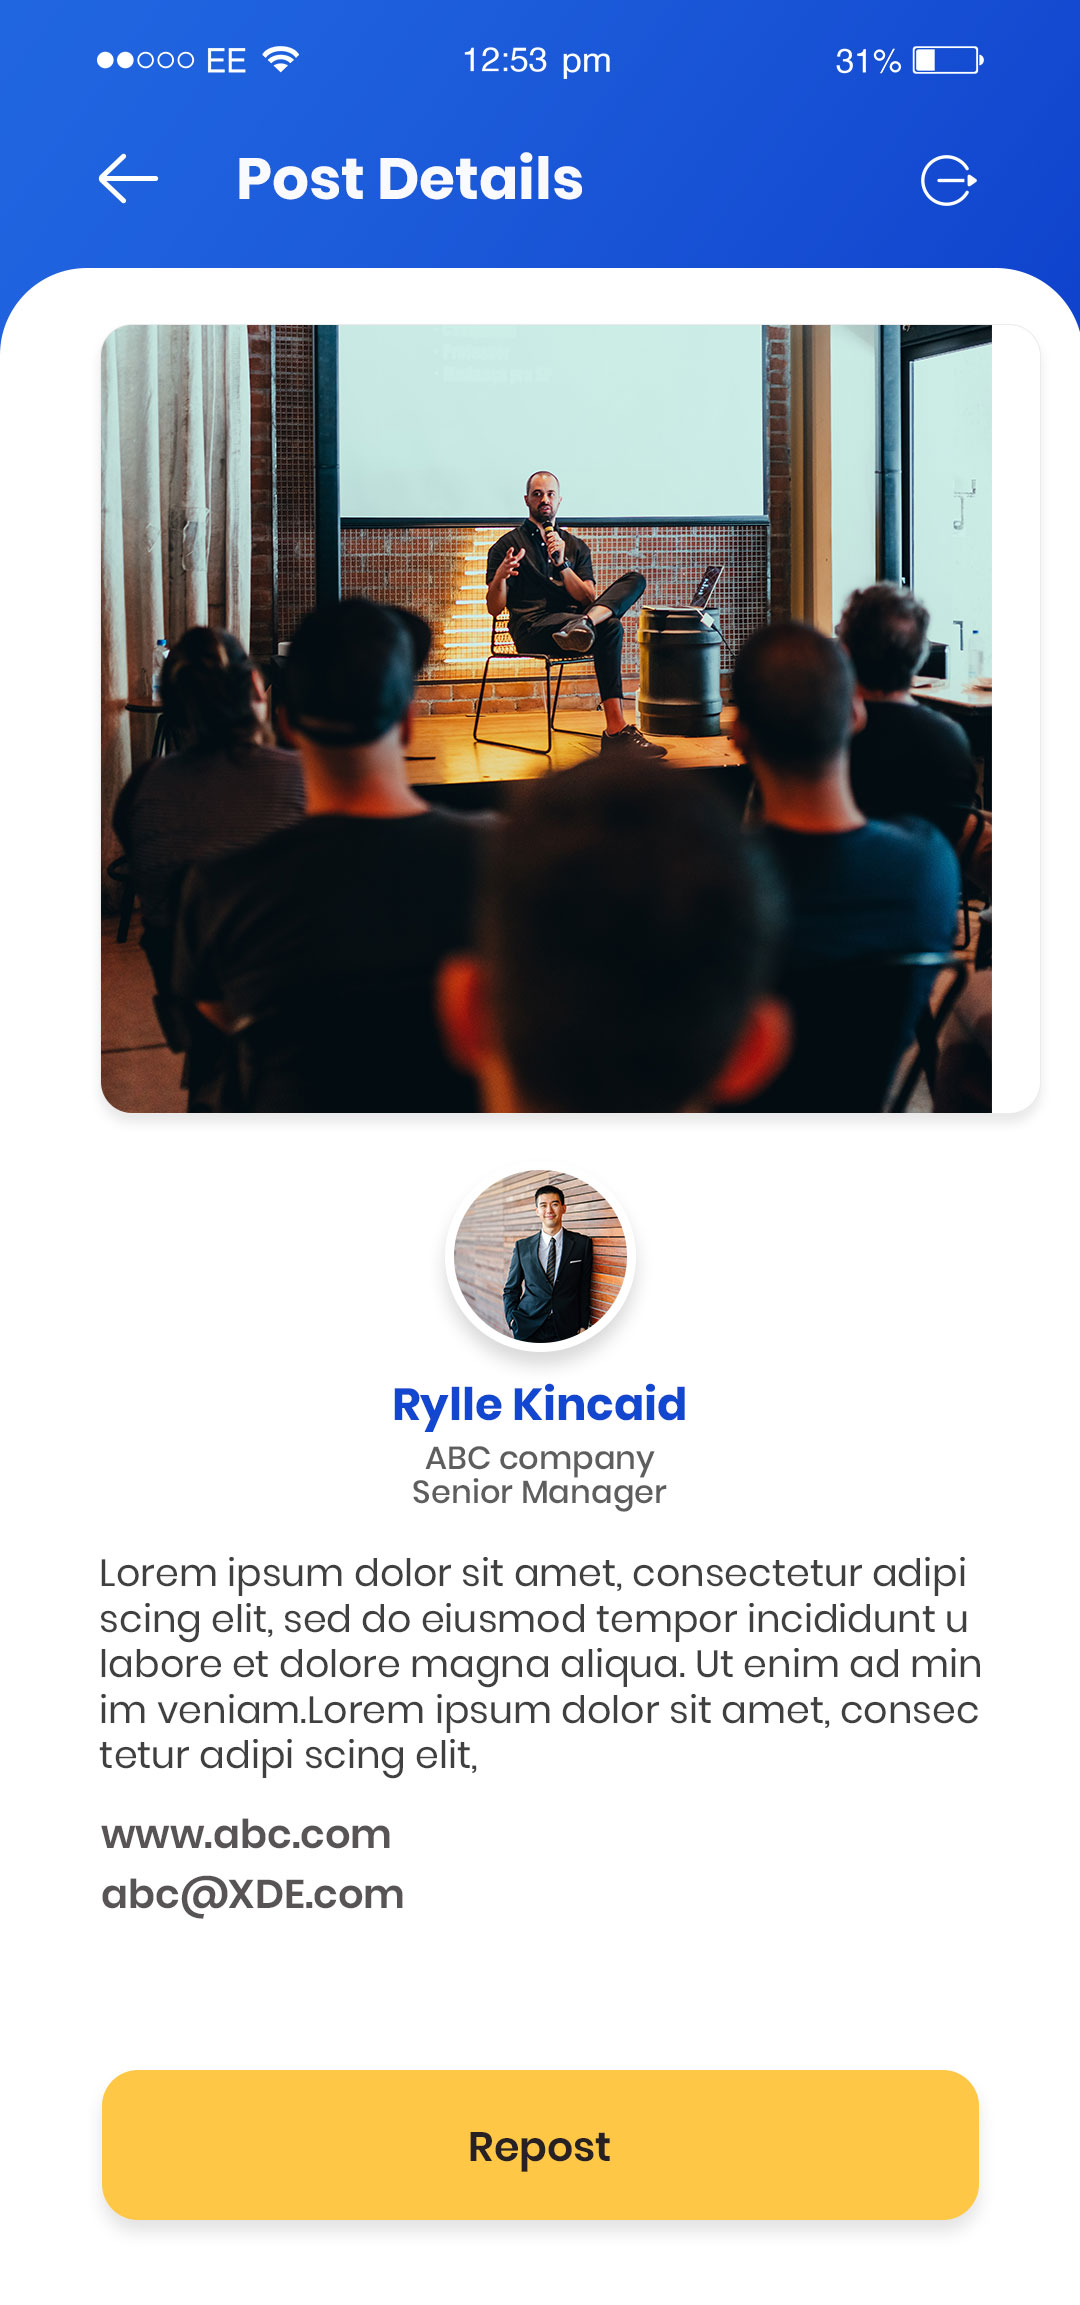 EE 12:53 pm 31%
Post Details
Rylle Kincaid
ABC company
Senior Manager
Lorem ipsum dolor sit amet, consectetur adipi
scing elit, sed do eiusmod tempor incididunt u
labore et dolore magna aliqua. Ut enim ad min
im veniam.Lorem ipsum dolor sit amet, consec
tetur adipi scing elit,
www.abc.com
abc@XDE.com
Repost